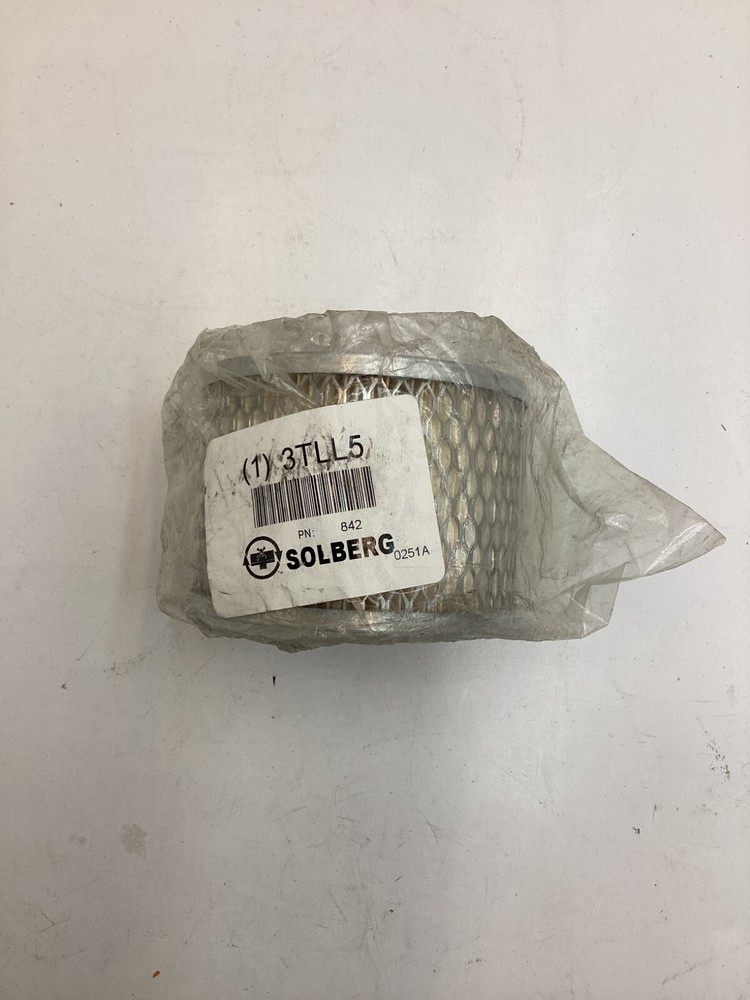 (1) 3TLL5
PN: 842
SOLBERG 0251A